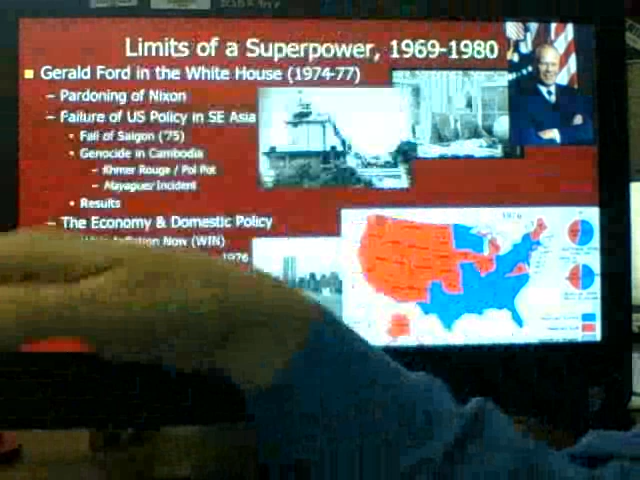 Limits of a Superpower, 1969-1980
Gerald Ford in the White House (1974-77)
– Pardoning of Nixon
– Failure of US Policy in SE Asia
• Fall of Saigon ('75)
• Genocide in Cambodia
– Khmer Rouge / Pol Pot
– Mayaguez Incident
• Results
– The Economy & Domestic Policy
Inflation Now (WIN)
1976
1976